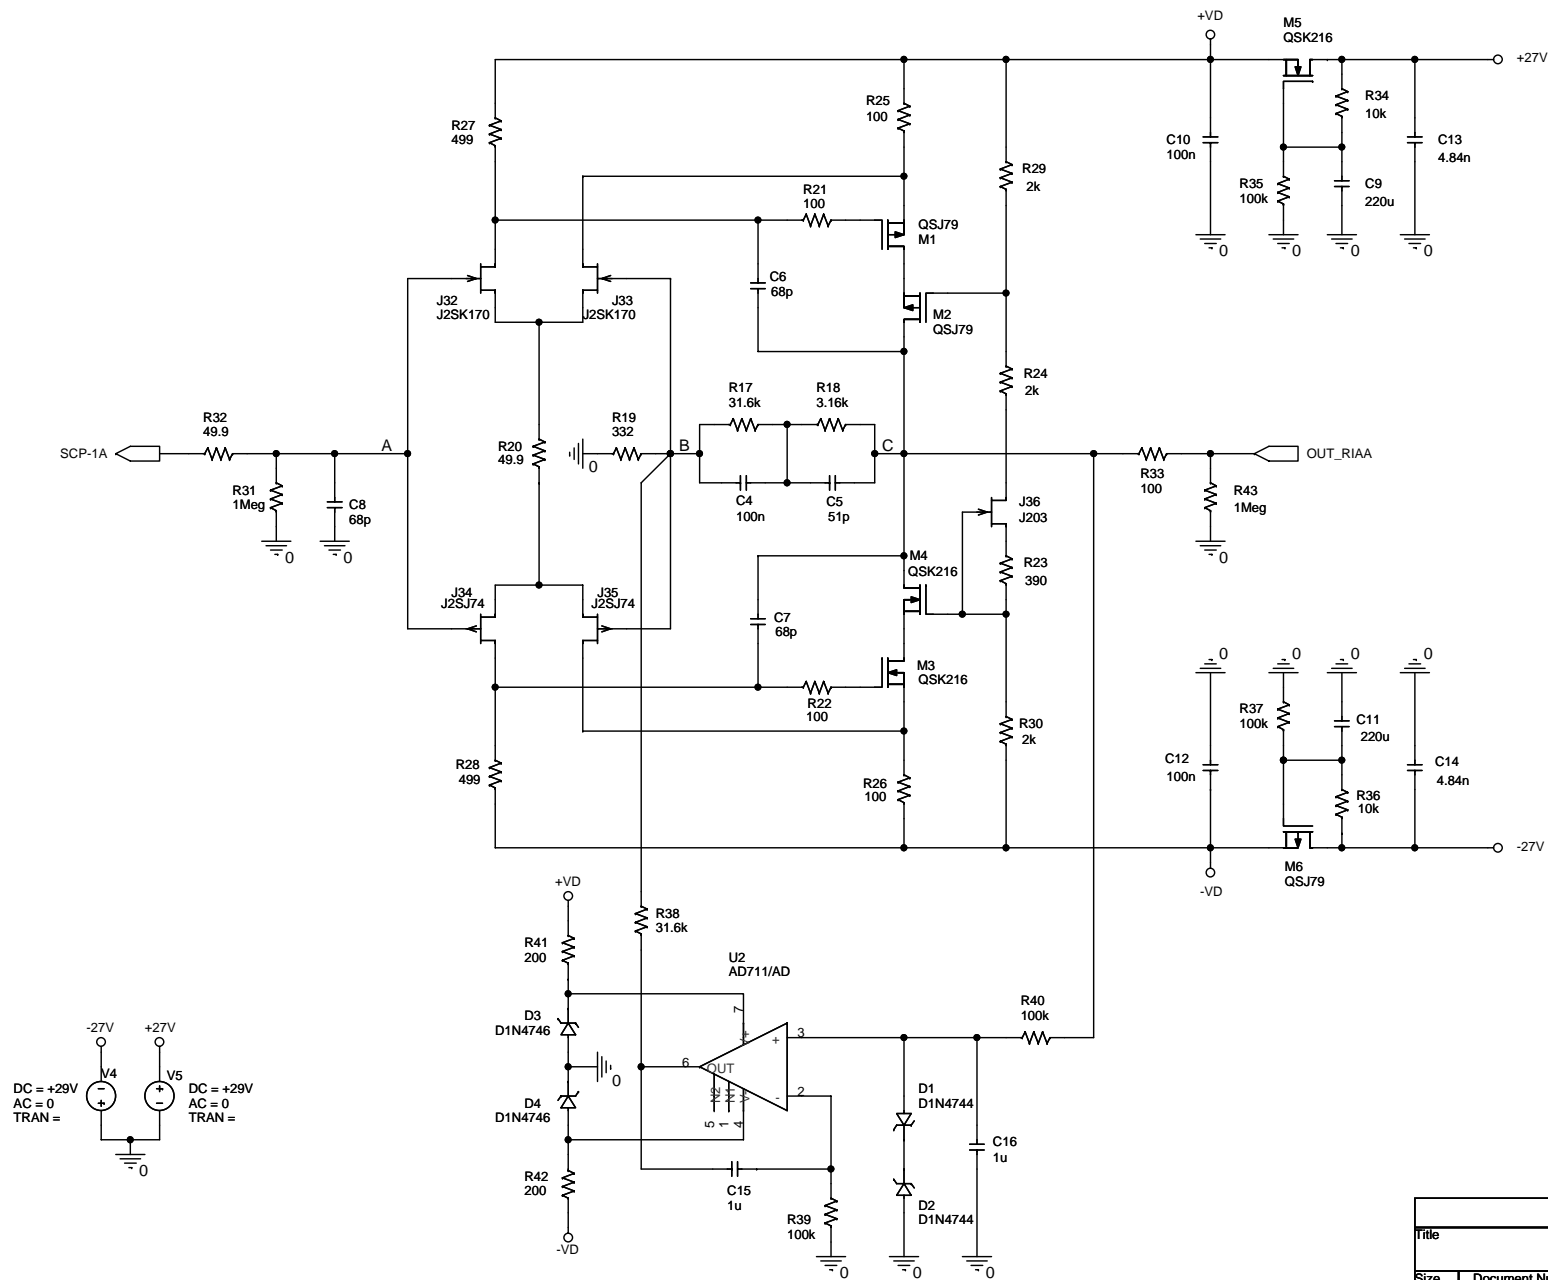 +VD
M5
QSK216
+27V
R25
100
R27
499
R34
10k
C10
100n
C13
4.84n
R29
2k
R35
100k
C9
220u
R21
100
QSJ79
M1
0
0
0
0
C6
68p
J32
J2SK170
J33
J2SK170
M2
QSJ79
R24
2k
R17
31.6k
R18
3.16k
R32
49.9
R19
332
A
B
C
SCP-1A
R20
49.9
0
OUT_RIAA
R33
100
R31
1Meg
C8
68p
C4
100n
C5
51p
J36
J203
R43
1Meg
0
0
0
M4
QSK216
R23
390
J34
J2SJ74
J35
J2SJ74
C7
68p
0
0
0
0
M3
QSK216
R22
100
R37
100k
C11
220u
R30
2k
R28
499
R26
100
C12
100n
C14
4.84n
R36
10k
-27V
M6
QSJ79
-VD
+VD
R38
31.6k
R41
200
U2
AD711/AD
7
V+
R40
100k
D3
D1N4746
3
+
6
OUT
0
-27V
+27V
V4
V5
DC = +29V
AC = 0
TRAN =
DC = +29V
AC = 0
TRAN =
-
+
+
-
0
D4
D1N4746
N2
N1
V-
5
1
4
-
2
D1
D1N4744
C16
1u
R42
200
C15
1u
R39
100k
D2
D1N4744
-VD
0
0
0
Title
Size
Document N